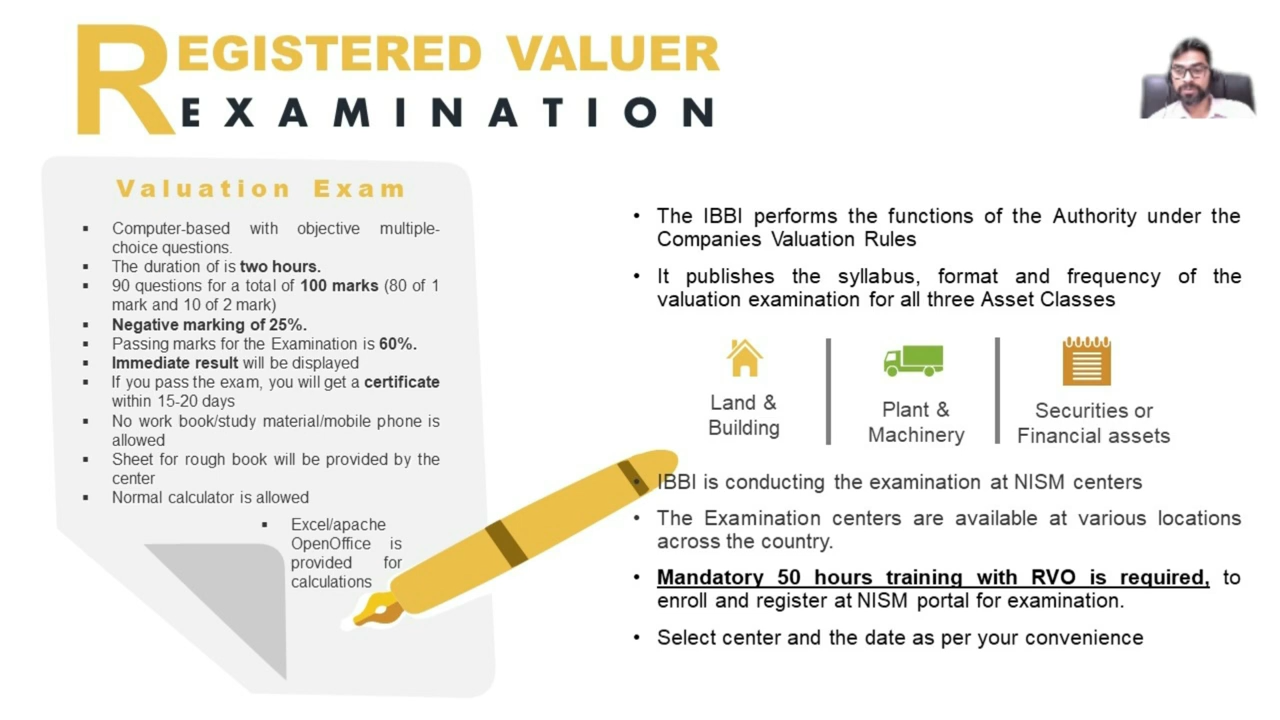 REGISTERED VALUER
EXAMINATION
Valuation Exam
▪ Computer-based with objective multiple-
choice questions.
▪ The duration of is two hours.
▪ 90 questions for a total of 100 marks (80 of 1
mark and 10 of 2 mark)
▪ Negative marking of 25%.
▪ Passing marks for the Examination is 60%.
▪ Immediate result will be displayed
▪ If you pass the exam, you will get a certificate
within 15-20 days
▪ No work book/study material/mobile phone is
allowed
▪ Sheet for rough book will be provided by the
center
▪ Normal calculator is allowed
▪ Excel/apache
OpenOffice is
provided for
calculations
• The IBBI performs the functions of the Authority under the
Companies Valuation Rules
• It publishes the syllabus, format and frequency of the
valuation examination for all three Asset Classes
Land &
Building
Plant &
Machinery
Securities or
Financial assets
• IBBI is conducting the examination at NISM centers
• The Examination centers are available at various locations
across the country.
• Mandatory 50 hours training with RVO is required, to
enroll and register at NISM portal for examination.
• Select center and the date as per your convenience